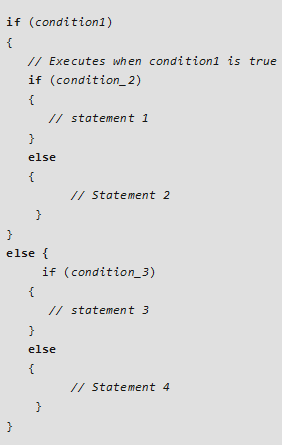 if (condition1)
{
// Executes when condition1 is true
if (condition_2)
{
// statement 1
}
else
{
// Statement 2
}
}
else {
if (condition_3)
{
// statement 3
}
else
{
// Statement 4
}
}